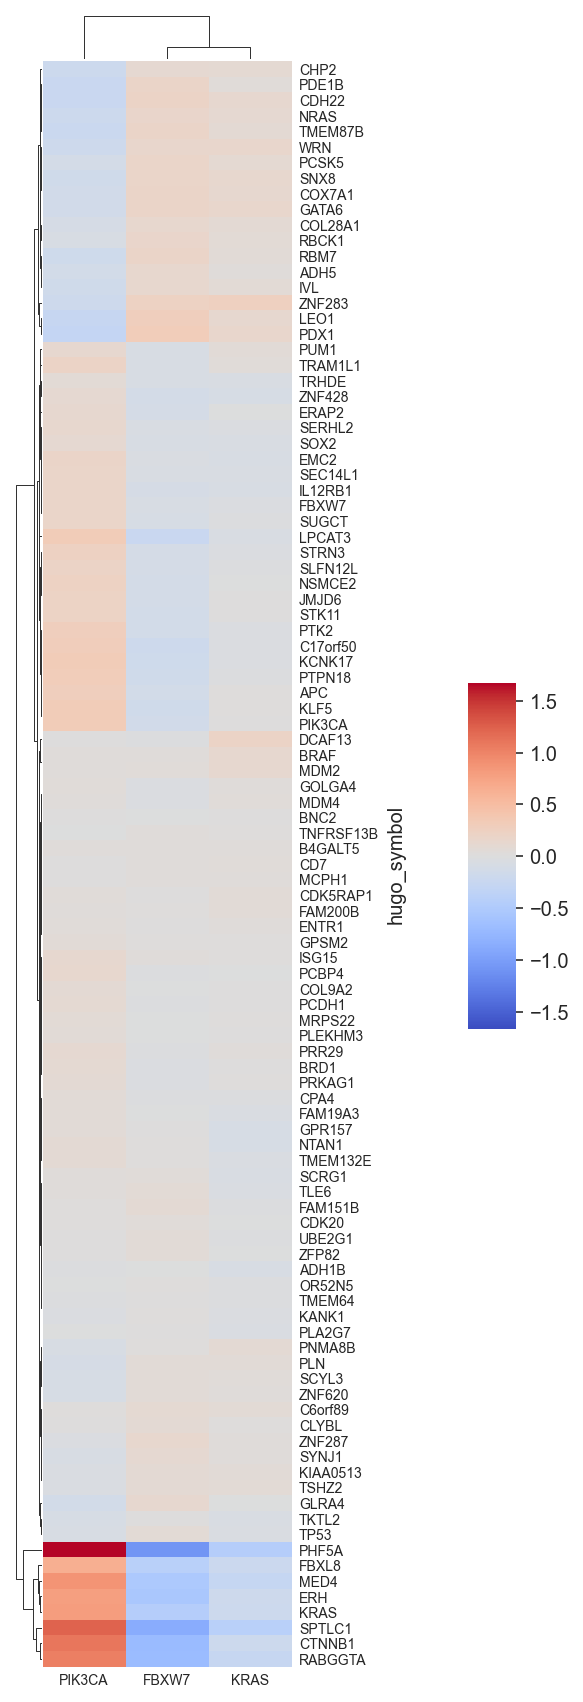 CHP2
PDE1B
CDH22
NRAS
TMEM87B
WRN
PCSK5
SNX8
COX7A1
GATA6
COL28A1
RBCK1
RBM7
ADH5
IVL
ZNF283
LEO1
PDX1
PUM1
TRAM1L1
TRHDE
ZNF428
ERAP2
SERHL2
SOX2
EMC2
SEC14L1
IL12RB1
FBXW7
SUGCT
LPCAT3
STRN3
SLFN12L
NSMCE2
JMJD6
STK11
PTK2
C17orf50
KCNK17
PTPN18
APC
KLF5
PIK3CA
DCAF13
BRAF
MDM2
GOLGA4
MDM4
BNC2
TNFRSF13B
B4GALT5
CD7
MCPH1
CDK5RAP1
FAM200B
ENTR1
GPSM2
ISG15
PCBP4
COL9A2
PCDH1
MRPS22
PLEKHM3
PRR29
BRD1
PRKAG1
CPA4
FAM19A3
GPR157
NTAN1
TMEM132E
SCRG1
TLE6
FAM151B
CDK20
UBE2G1
ZFP82
ADH1B
OR52N5
TMEM64
KANK1
PLA2G7
PNMA8B
PLN
SCYL3
ZNF620
C6orf89
CLYBL
ZNF287
SYNJ1
KIAA0513
TSHZ2
GLRA4
TKTL2
TP53
PHF5A
FBXL8
MED4
ERH
KRAS
SPTLC1
CTNNB1
RABGGTA
PIK3CA FBXW7 KRAS
hugo_symbol
1.5
1.0
0.5
0.0
−0.5
−1.0
−1.5